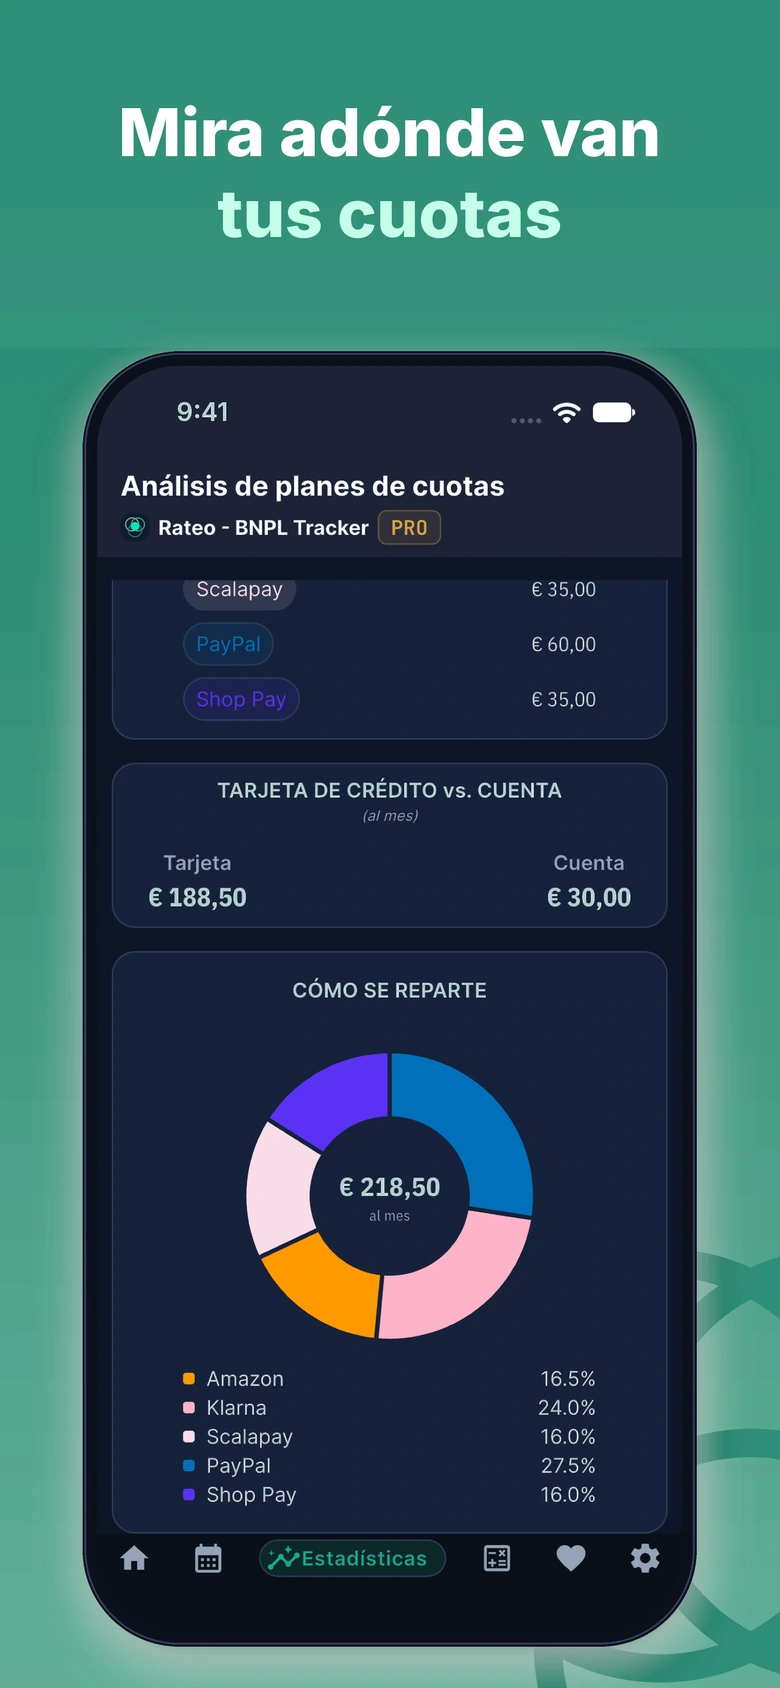 Mira adónde van
tus cuotas
9:41
Análisis de planes de cuotas
Rateo - BNPL Tracker PRO
Scalapay € 35,00
PayPal € 60,00
Shop Pay € 35,00
TARJETA DE CRÉDITO vs. CUENTA
(al mes)
Tarjeta Cuenta
€ 188,50 € 30,00
CÓMO SE REPARTE
€ 218,50
al mes
Amazon 16.5%
Klarna 24.0%
Scalapay 16.0%
PayPal 27.5%
Shop Pay 16.0%
Estadísticas